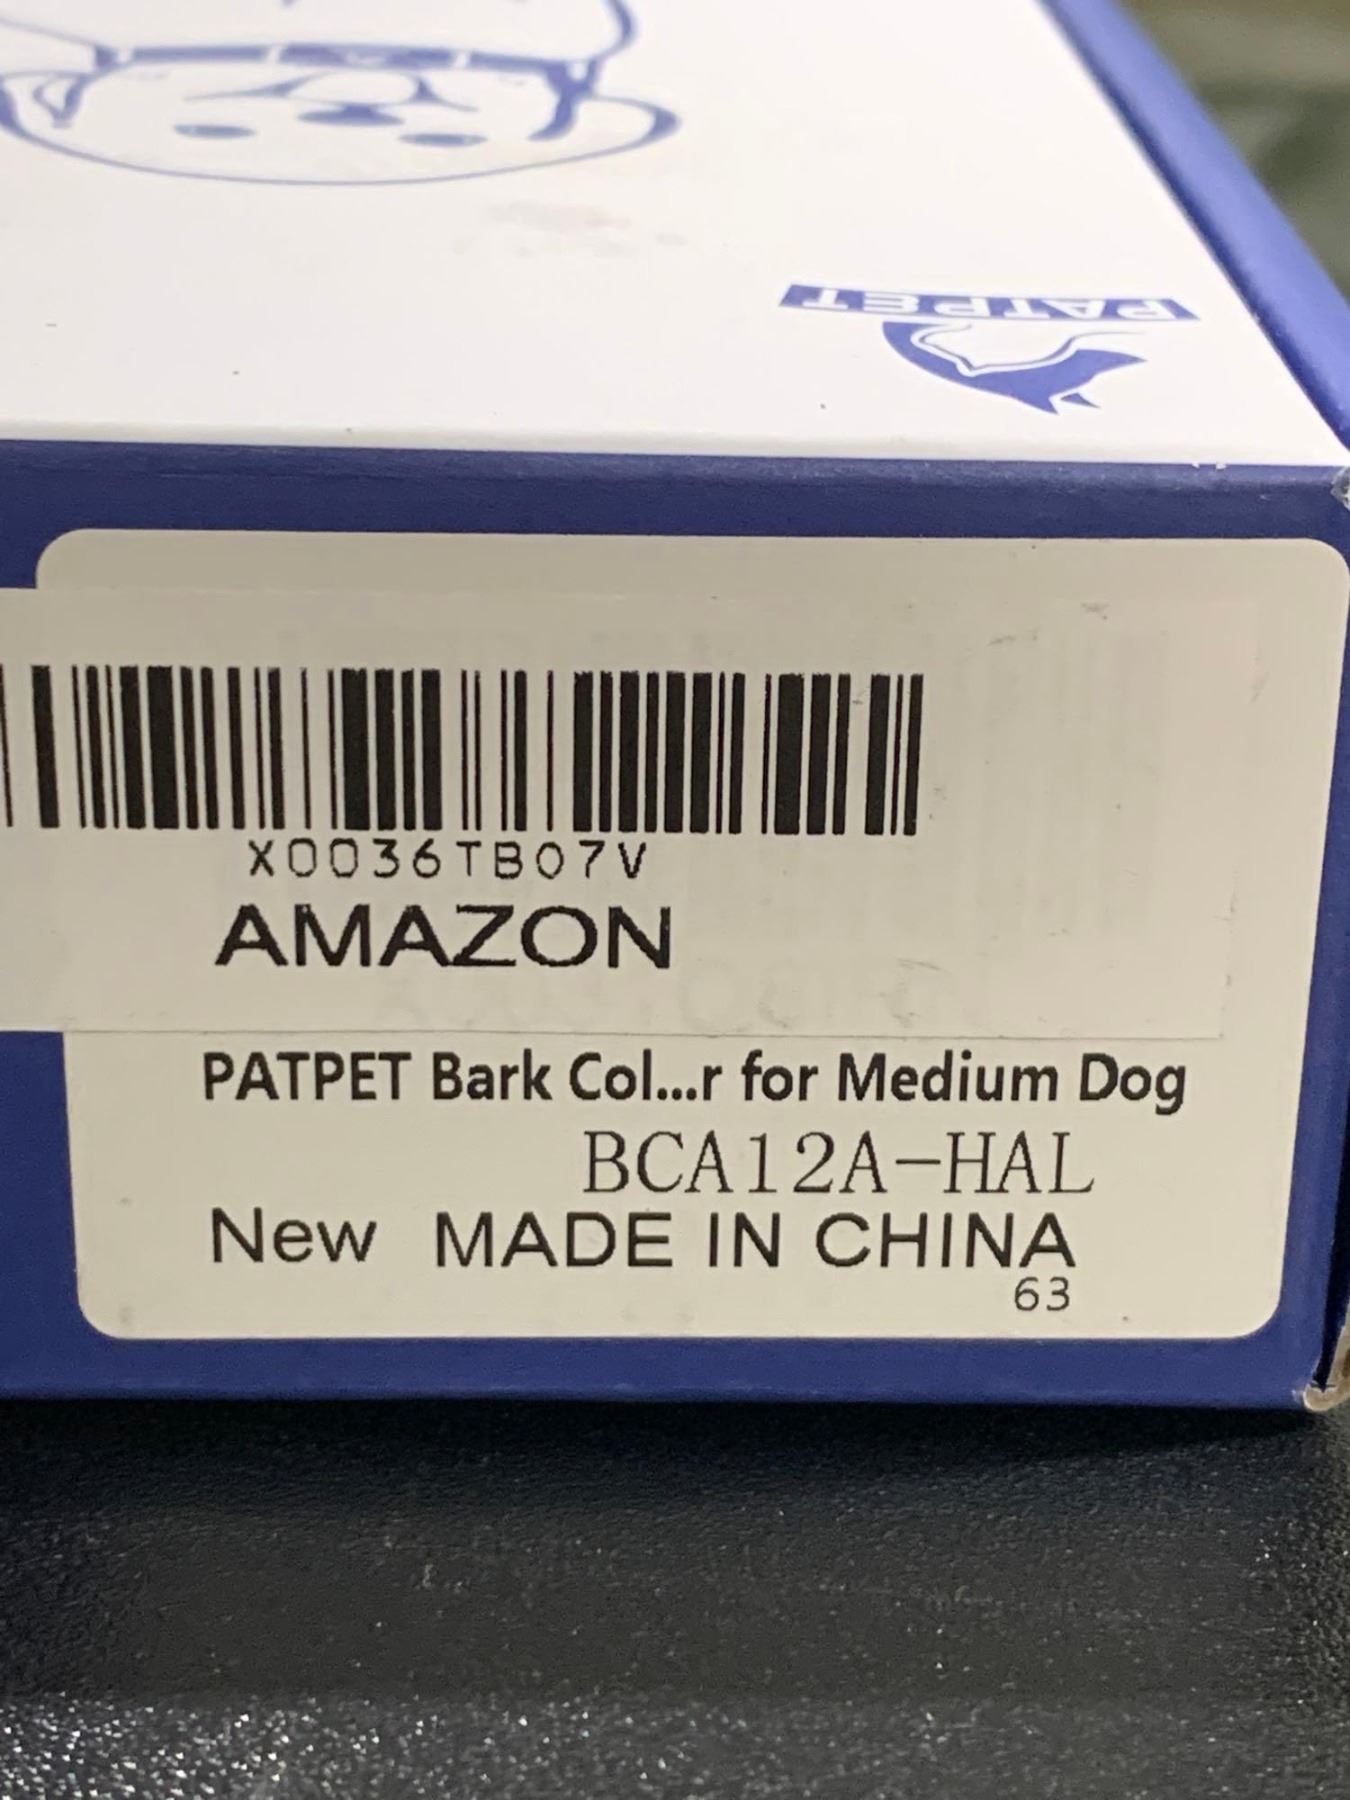 PATPET
X0036TB07V
AMAZON
PATPET Bark Col...r for Medium Dog
BCA12A-HAL
New MADE IN CHINA
63